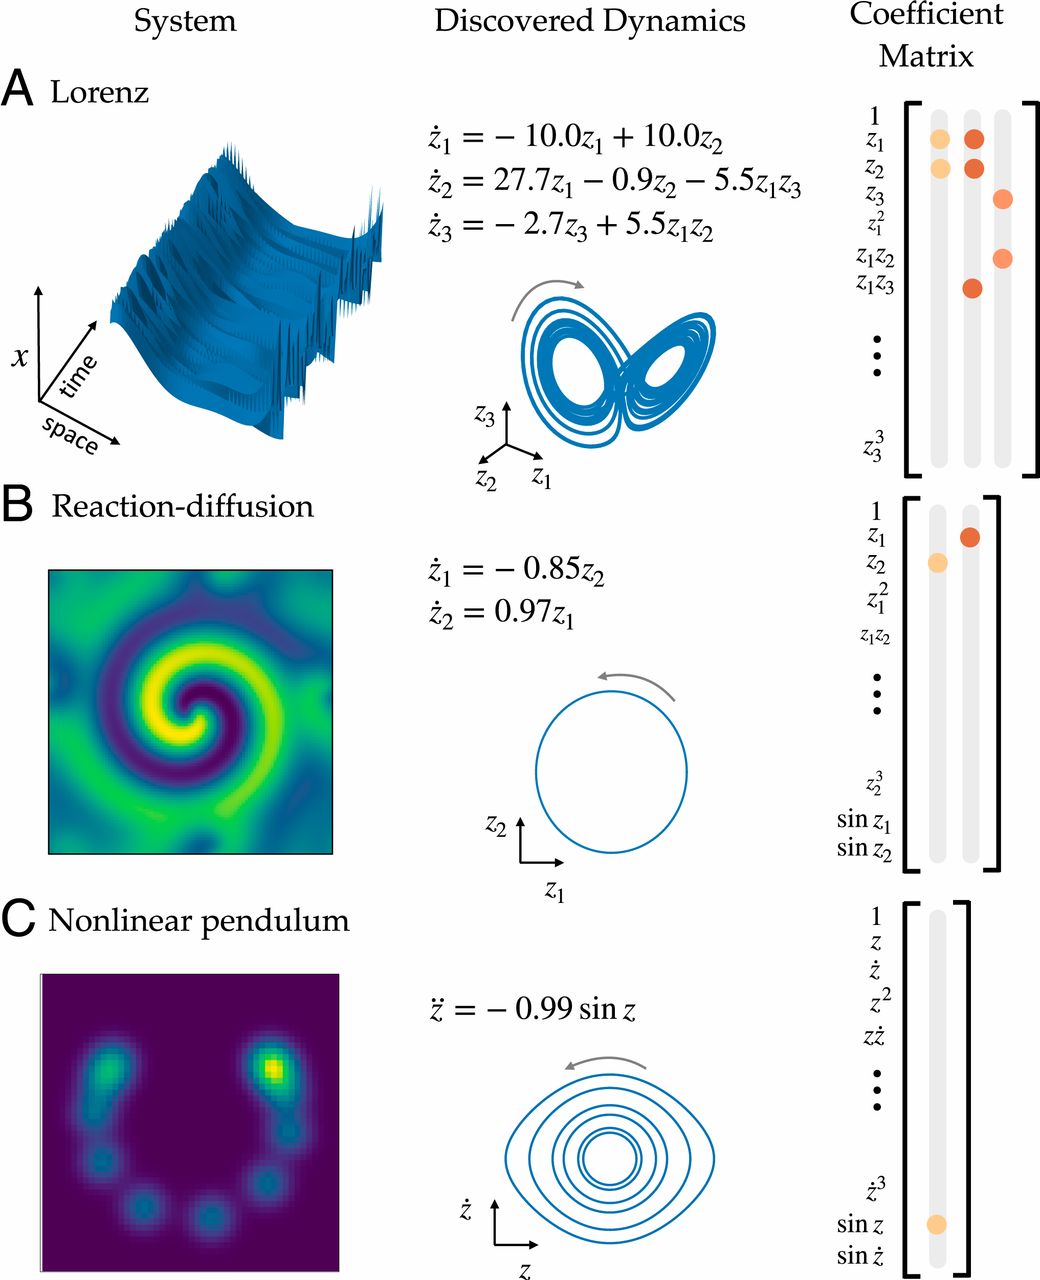 System
Discovered Dynamics
Coefficient
Matrix
A Lorenz
ż₁ = − 10.0z₁ + 10.0z₂
ż₂ = 27.7z₁ − 0.9z₂ − 5.5z₁z₃
ż₃ = − 2.7z₃ + 5.5z₁z₂
x
time
space
z₃
z₂
z₁
1
z₁
z₂
z₃
z₁²
z₁z₂
z₁z₃
⋮
z₃³
B Reaction-diffusion
ż₁ = − 0.85z₂
ż₂ = 0.97z₁
z₂
z₁
1
z₁
z₂
z₁²
z₁z₂
⋮
z₂³
sin z₁
sin z₂
C Nonlinear pendulum
z̈ = − 0.99 sin z
ż
z
1
z
ż
z²
zż
⋮
ż³
sin z
sin ż